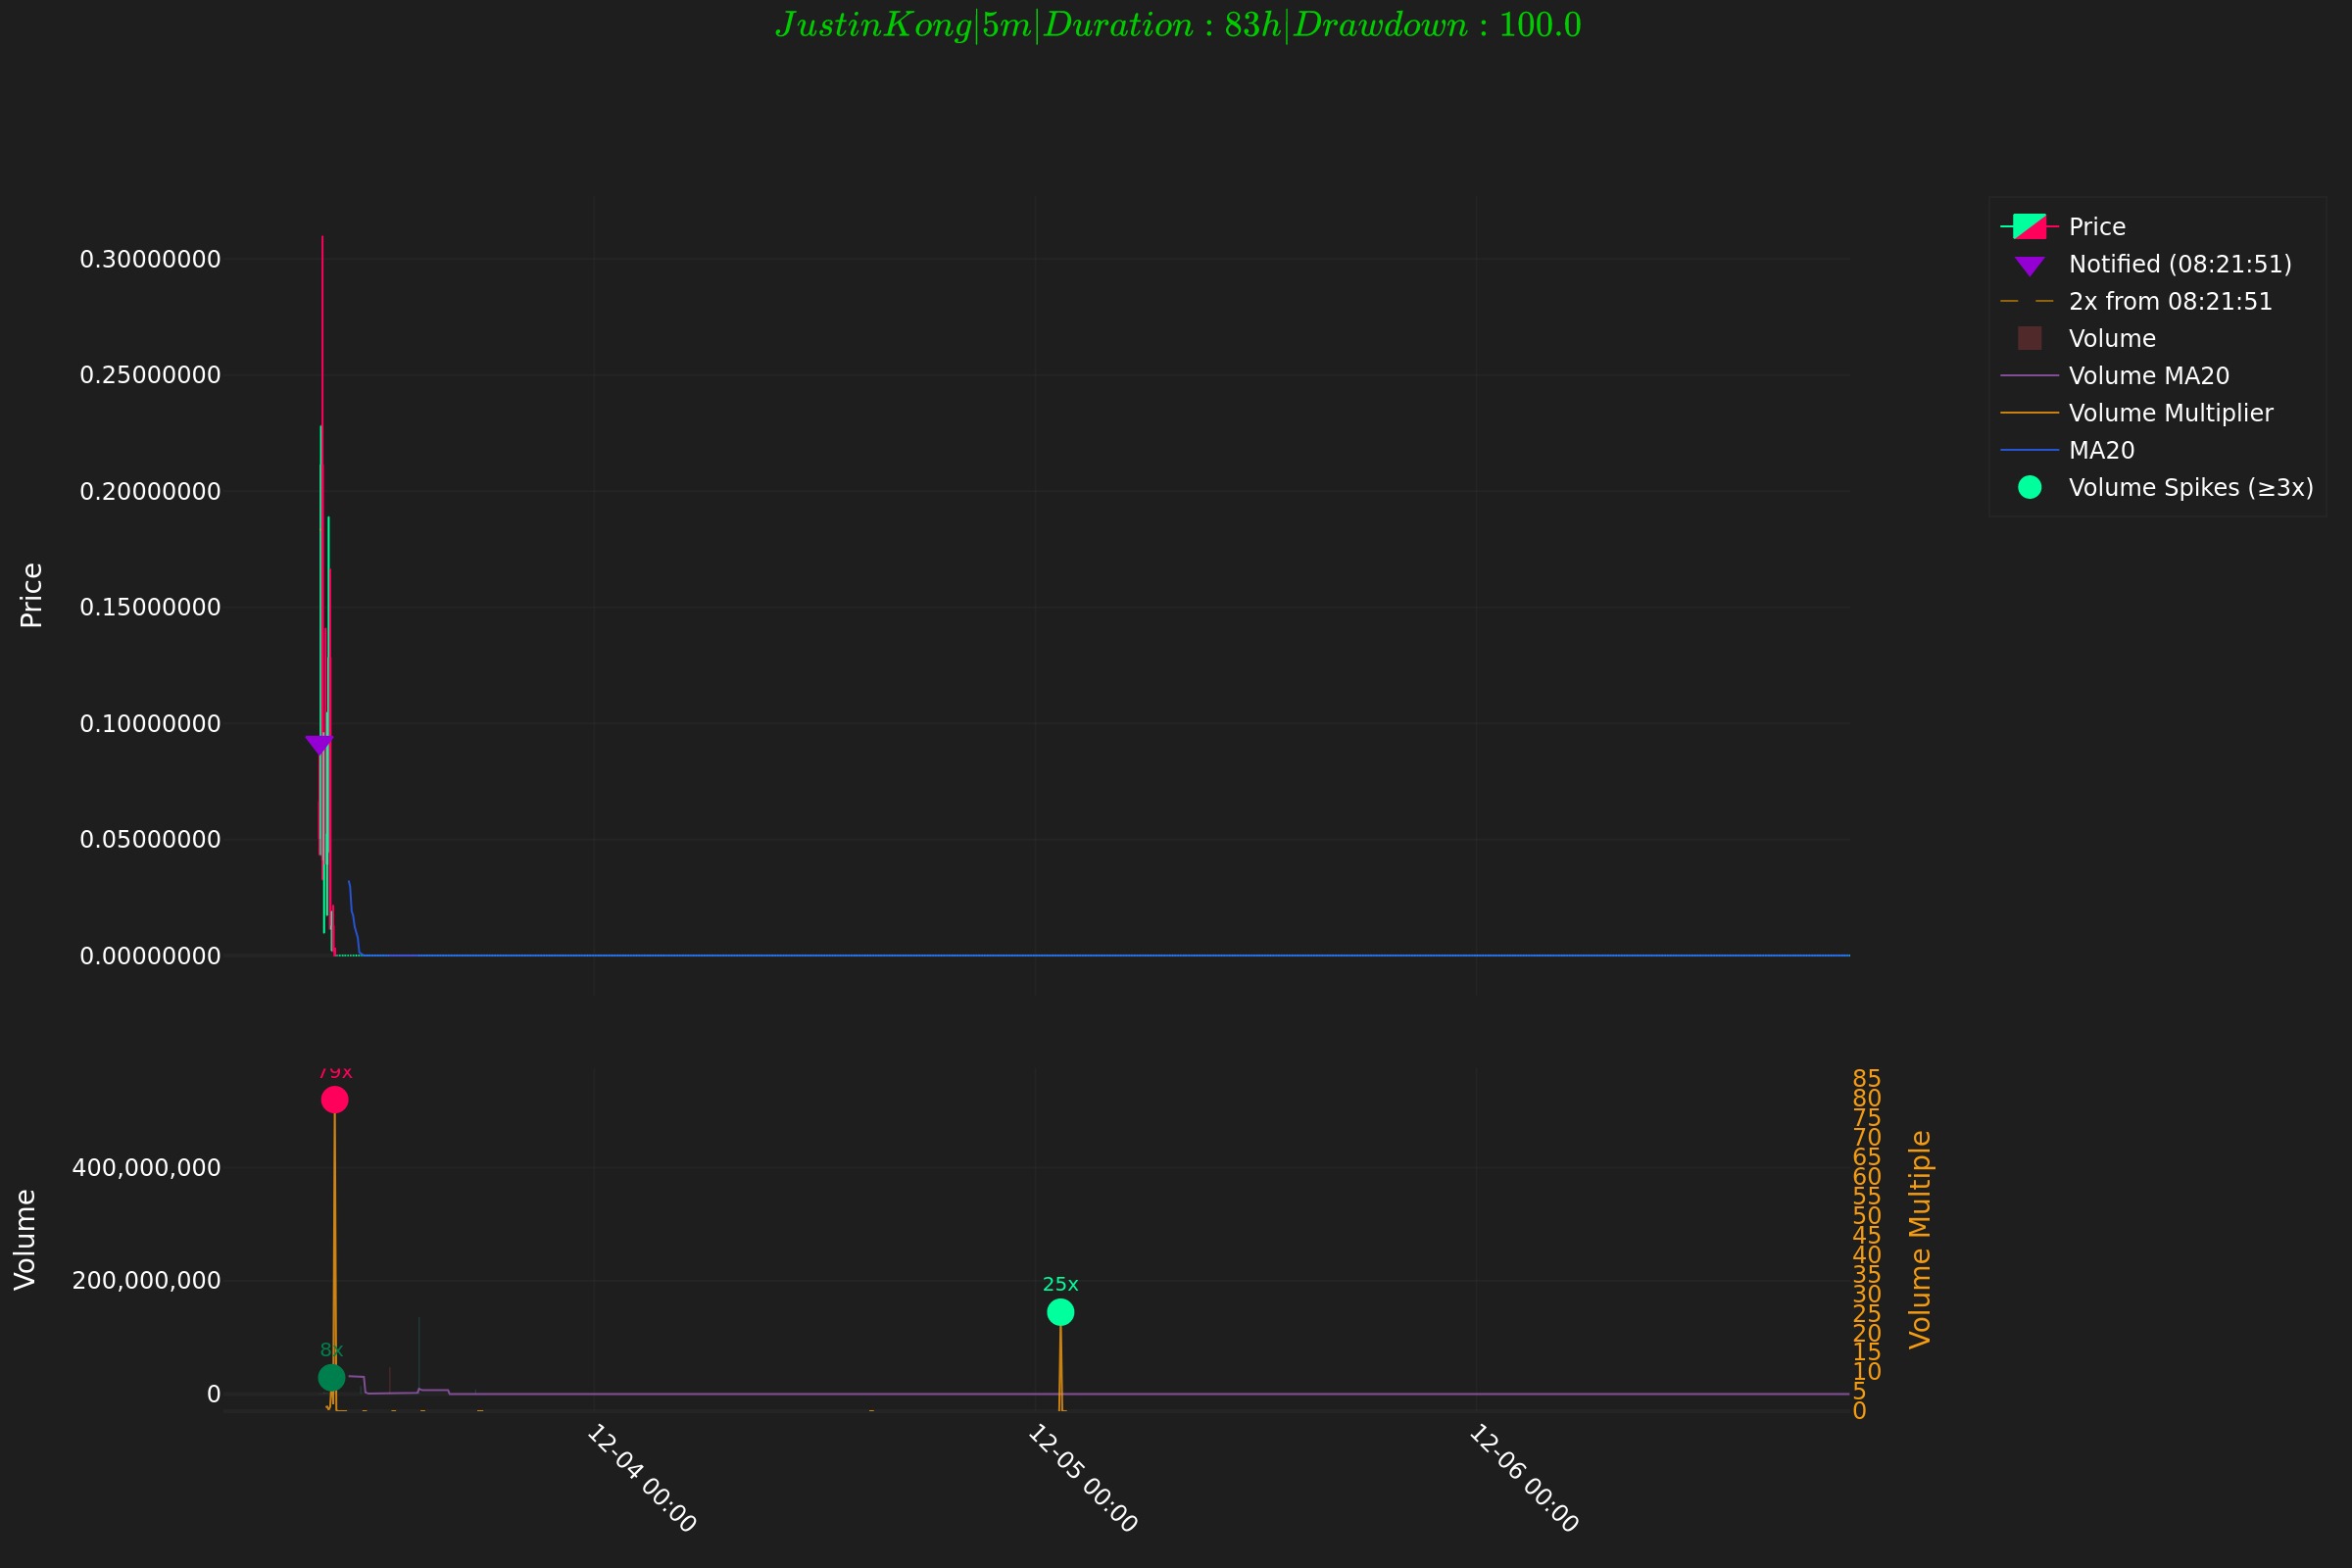 JustinKong|5m|Duration : 83h|Drawdown : 100.0
Price
0.30000000
0.25000000
0.20000000
0.15000000
0.10000000
0.05000000
0.00000000
Price
Notified (08:21:51)
2x from 08:21:51
Volume
Volume MA20
Volume Multiplier
MA20
Volume Spikes (≥3x)
Volume
400,000,000
200,000,000
0
79x
8x
25x
85
80
75
70
65
60
55
50
45
40
35
30
25
20
15
10
5
0
Volume Multiple
12-04 00:00
12-05 00:00
12-06 00:00